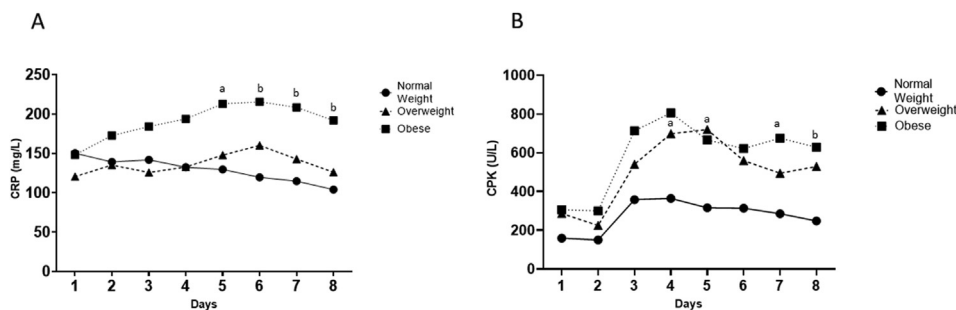 A
250
200
150
100
50
0
CRP (mg/L)
a
b
b
b
1 2 3 4 5 6 7 8
Days
Normal
Weight
Overweight
Obese
B
1000
800
600
400
200
0
CPK (U/L)
a
a
a
b
1 2 3 4 5 6 7 8
Days
Normal
Weight
Overweight
Obese